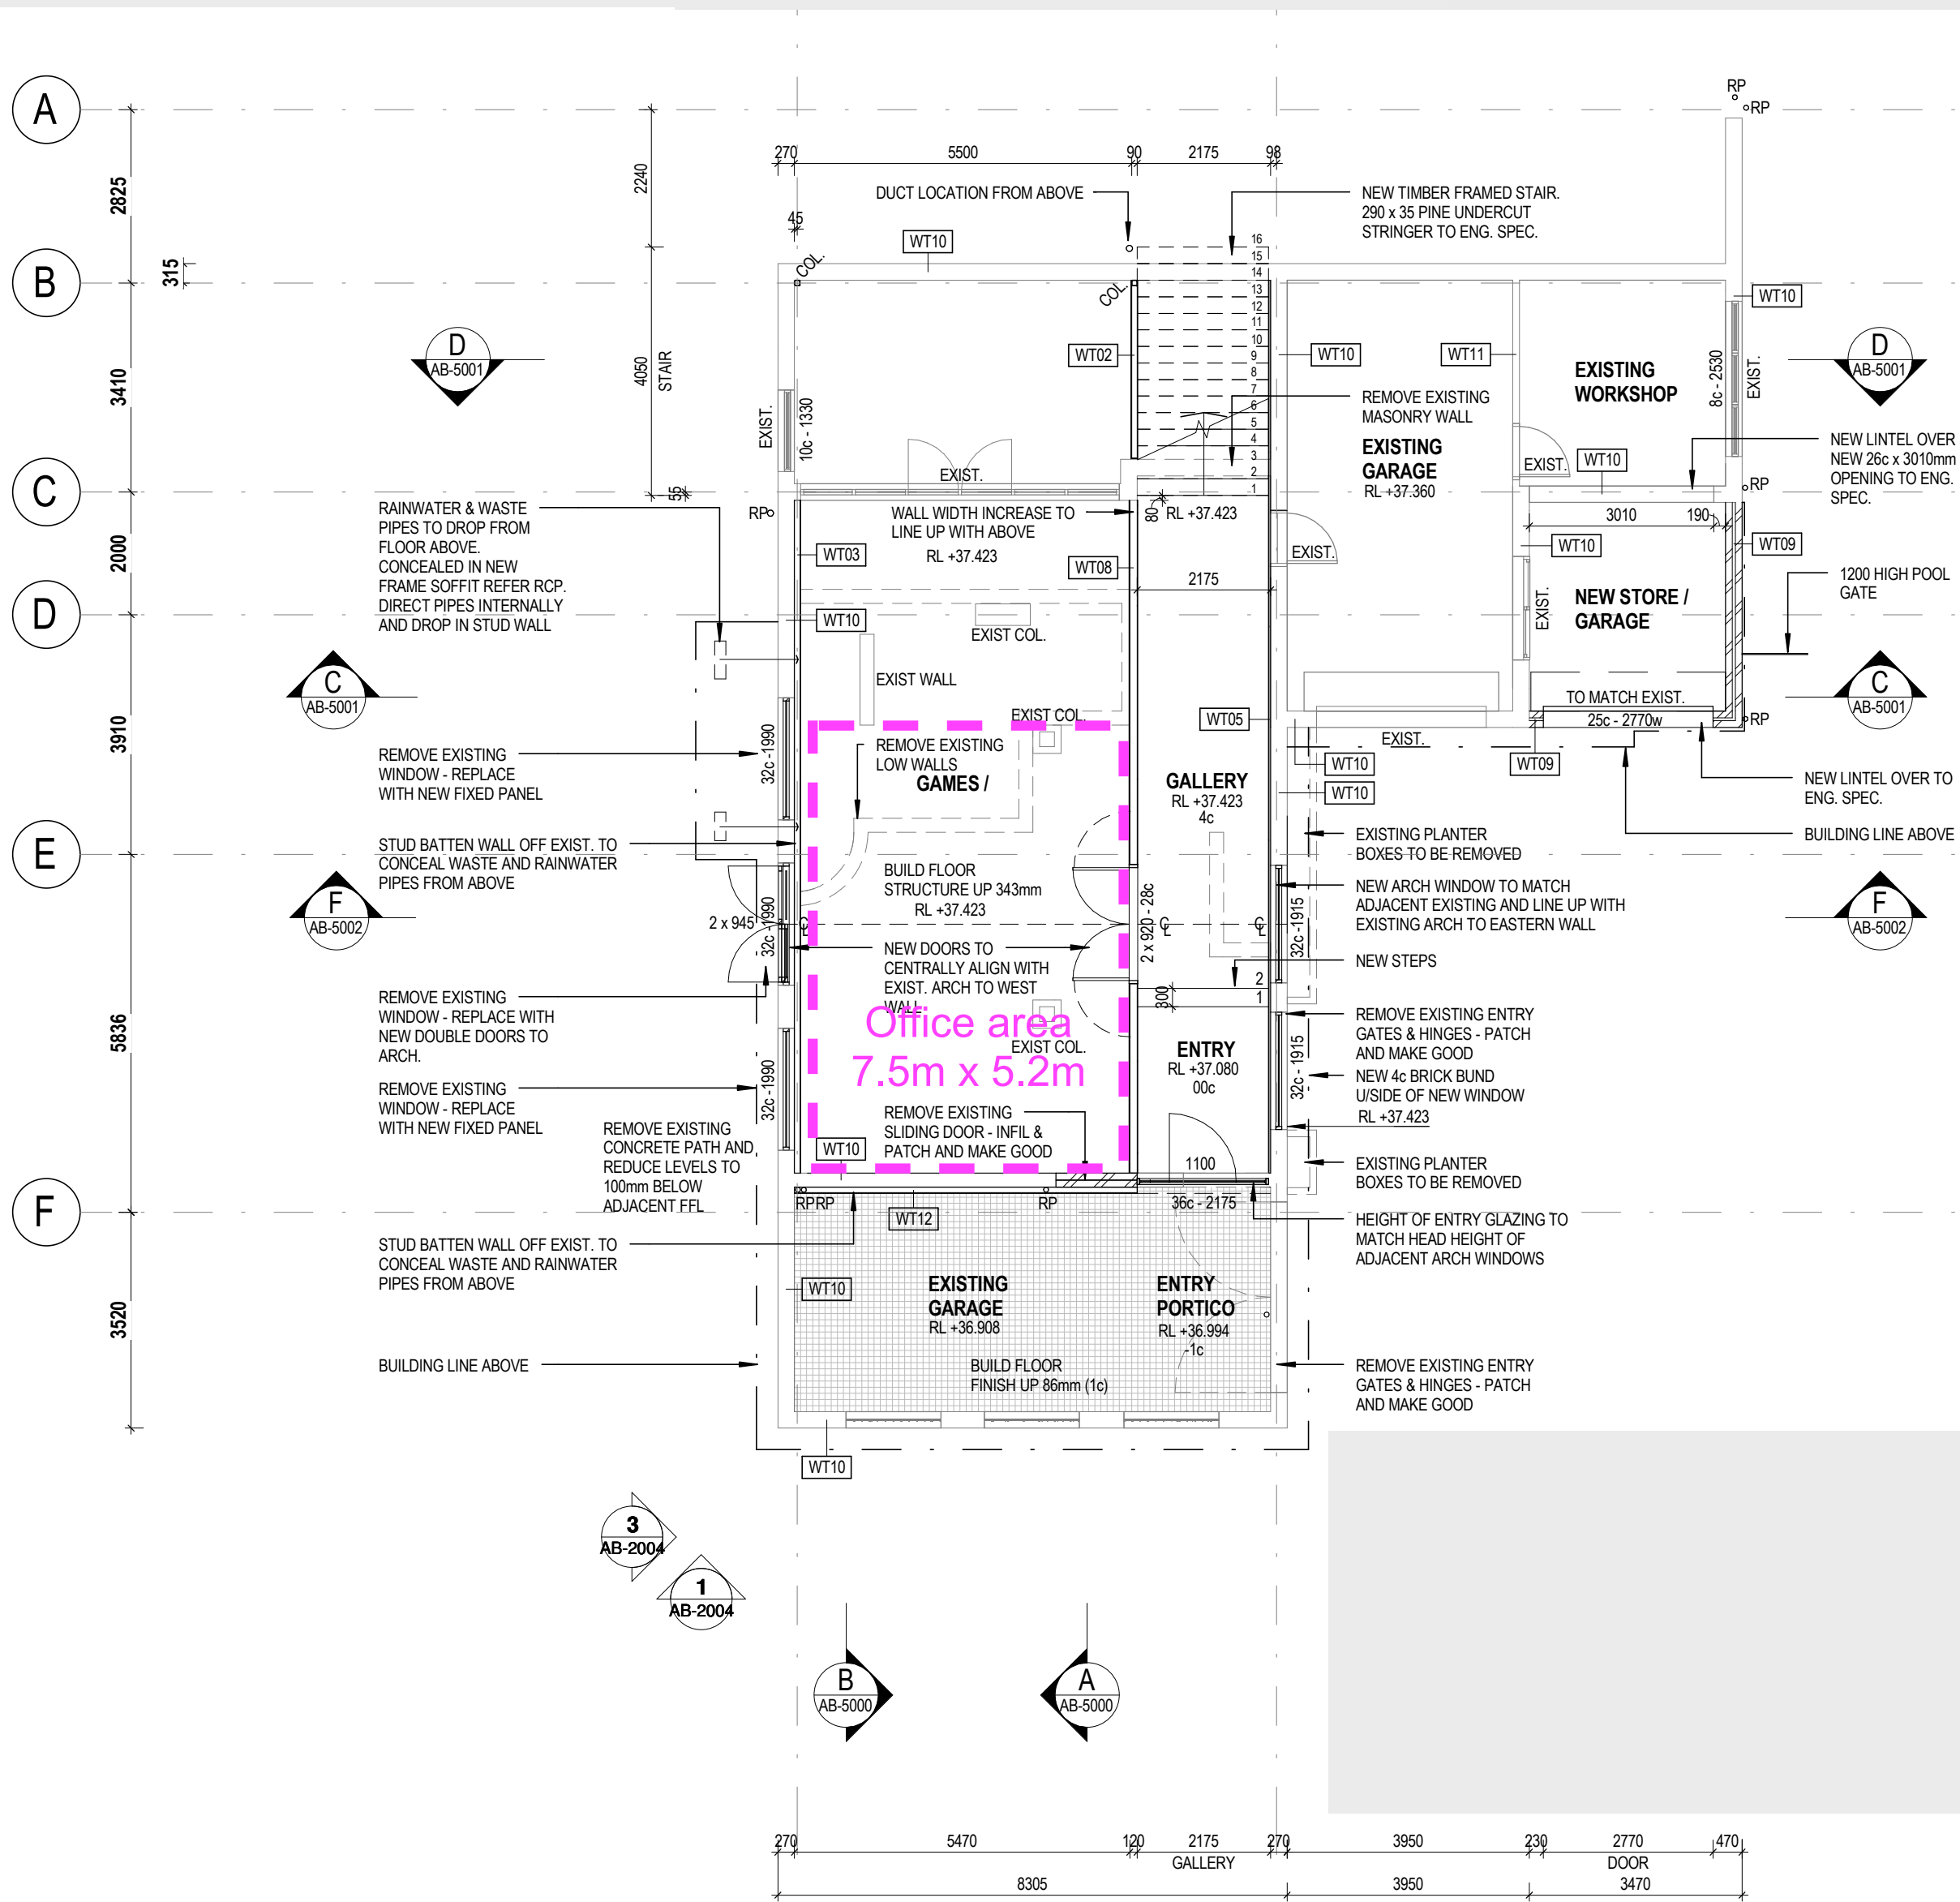 RP
RP
A
270 5500 90 2175 98
2825
2240
DUCT LOCATION FROM ABOVE
NEW TIMBER FRAMED STAIR.
290 x 35 PINE UNDERCUT
STRINGER TO ENG. SPEC.
45
WT10
COL.
COL.
16
15
14
13
12
11
10
9
8
7
6
5
4
3
2
1
315
B
WT10
D
AB-5001
3410
4050
STAIR
WT02
WT10
WT11
EXISTING
WORKSHOP
8c - 2530
EXIST.
D
AB-5001
EXIST.
10c - 1330
REMOVE EXISTING
MASONRY WALL
EXISTING
GARAGE
RL +37.360
EXIST.
EXIST.
WT10
NEW LINTEL OVER
NEW 26c x 3010mm
OPENING TO ENG.
SPEC.
C
55
RP
RP
RAINWATER & WASTE
PIPES TO DROP FROM
FLOOR ABOVE.
CONCEALED IN NEW
FRAME SOFFIT REFER RCP.
DIRECT PIPES INTERNALLY
AND DROP IN STUD WALL
WALL WIDTH INCREASE TO
LINE UP WITH ABOVE
RL +37.423
80
RL +37.423
3010 190
2000
WT03
WT08
EXIST.
WT10
WT09
2175
1200 HIGH POOL
GATE
D
WT10
EXIST COL.
EXIST.
NEW STORE /
GARAGE
C
AB-5001
EXIST WALL
C
AB-5001
3910
EXIST COL.
WT05
TO MATCH EXIST.
25c - 2770w
RP
EXIST.
REMOVE EXISTING
WINDOW - REPLACE
WITH NEW FIXED PANEL
32c -1990
REMOVE EXISTING
LOW WALLS
GAMES /
GALLERY
RL +37.423
4c
WT10
WT10
WT09
NEW LINTEL OVER TO
ENG. SPEC.
BUILDING LINE ABOVE
EXISTING PLANTER
BOXES TO BE REMOVED
E
STUD BATTEN WALL OFF EXIST. TO
CONCEAL WASTE AND RAINWATER
PIPES FROM ABOVE
BUILD FLOOR
STRUCTURE UP 343mm
RL +37.423
NEW ARCH WINDOW TO MATCH
ADJACENT EXISTING AND LINE UP WITH
EXISTING ARCH TO EASTERN WALL
F
AB-5002
2 x 945
32c -1990
2 x 920 - 28c
32c -1915
F
AB-5002
NEW DOORS TO
CENTRALLY ALIGN WITH
EXIST. ARCH TO WEST
WALL
NEW STEPS
2
1
300
REMOVE EXISTING
WINDOW - REPLACE WITH
NEW DOUBLE DOORS TO
ARCH.
Office area
7.5m x 5.2m
EXIST COL.
REMOVE EXISTING ENTRY
GATES & HINGES - PATCH
AND MAKE GOOD
5836
ENTRY
RL +37.080
00c
32c - 1915
NEW 4c BRICK BUND
U/SIDE OF NEW WINDOW
RL +37.423
REMOVE EXISTING
WINDOW - REPLACE
WITH NEW FIXED PANEL
32c -1990
REMOVE EXISTING
SLIDING DOOR - INFIL &
PATCH AND MAKE GOOD
REMOVE EXISTING
CONCRETE PATH AND
REDUCE LEVELS TO
100mm BELOW
ADJACENT FFL
WT10
1100
EXISTING PLANTER
BOXES TO BE REMOVED
F
RPRP
WT12
RP
36c - 2175
HEIGHT OF ENTRY GLAZING TO
MATCH HEAD HEIGHT OF
ADJACENT ARCH WINDOWS
STUD BATTEN WALL OFF EXIST. TO
CONCEAL WASTE AND RAINWATER
PIPES FROM ABOVE
WT10
EXISTING
GARAGE
RL +36.908
ENTRY
PORTICO
RL +36.994
-1c
3520
BUILDING LINE ABOVE
BUILD FLOOR
FINISH UP 86mm (1c)
REMOVE EXISTING ENTRY
GATES & HINGES - PATCH
AND MAKE GOOD
WT10
3
AB-2004
1
AB-2004
B
AB-5000
A
AB-5000
270 5470 120 2175 270 3950 230 2770 470
GALLERY DOOR
8305 3950 3470